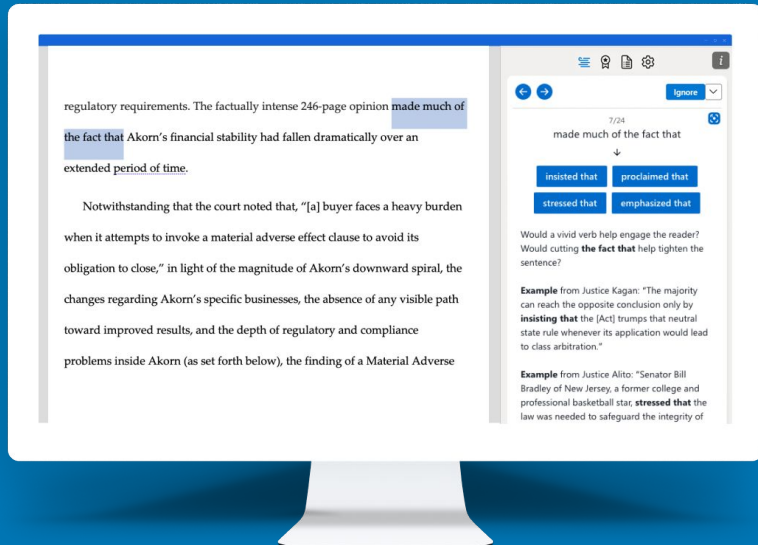 regulatory requirements. The factually intense 246-page opinion made much of
the fact that Akorn’s financial stability had fallen dramatically over an
extended period of time.
Notwithstanding that the court noted that, “[a] buyer faces a heavy burden
when it attempts to invoke a material adverse effect clause to avoid its
obligation to close,” in light of the magnitude of Akorn’s downward spiral, the
changes regarding Akorn’s specific businesses, the absence of any visible path
toward improved results, and the depth of regulatory and compliance
problems inside Akorn (as set forth below), the finding of a Material Adverse
i
Ignore
7/24
made much of the fact that
insisted that
proclaimed that
stressed that
emphasized that
Would a vivid verb help engage the reader?
Would cutting the fact that help tighten the
sentence?
Example from Justice Kagan: "The majority
can reach the opposite conclusion only by
insisting that the [Act] trumps that neutral
state rule whenever its application would lead
to class arbitration."
Example from Justice Alito: "Senator Bill
Bradley of New Jersey, a former college and
professional basketball star, stressed that the
law was needed to safeguard the integrity of